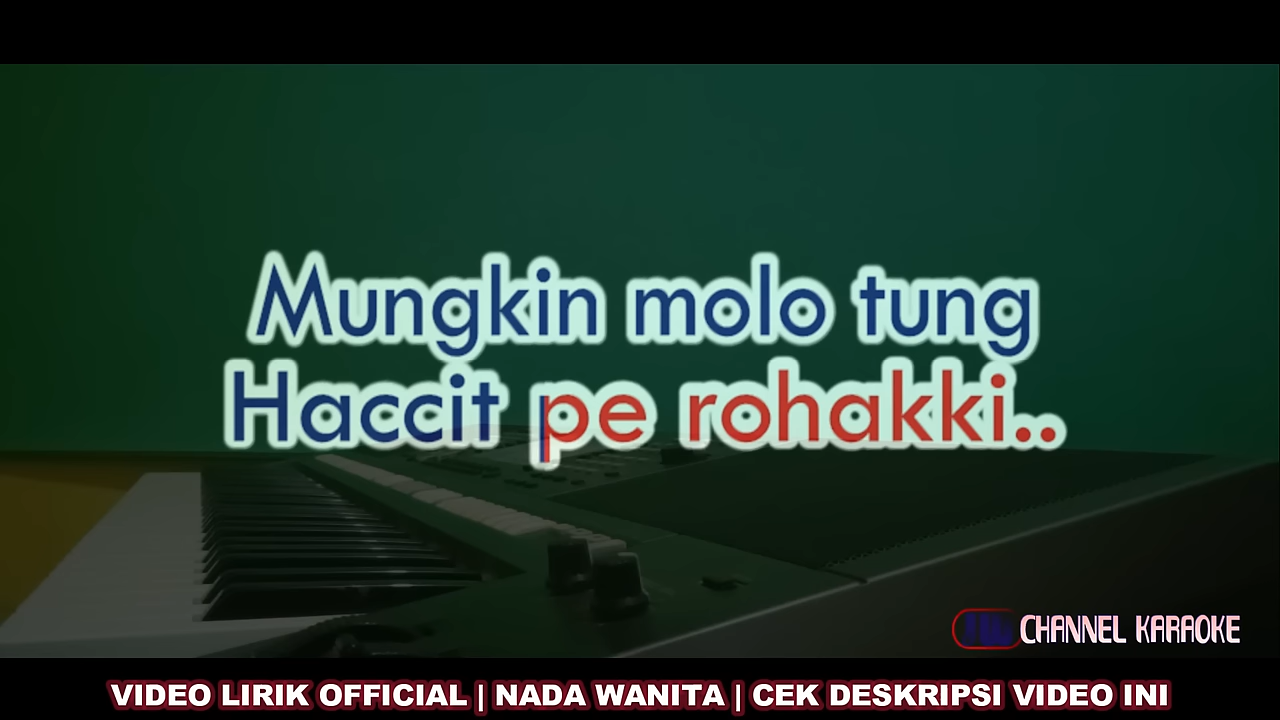 Mungkin molo tung
Haccit pe rohakki..
CHANNEL KARAOKE
VIDEO LIRIK OFFICIAL | NADA WANITA | CEK DESKRIPSI VIDEO INI